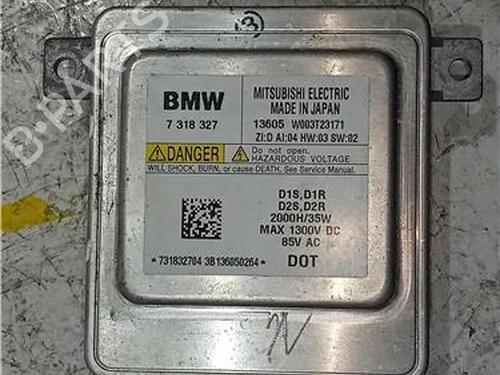 3
BMW
7 318 327
MITSUBISHI ELECTRIC
MADE IN JAPAN
13605 W003T23171
ZI:D AI:04 HW:03 SW:02
DANGER
Do not open.
HAZARDOUS VOLTAGE
WILL SHOCK, BURN, or cause DEATH. See Service Manual.
D1S,D1R
D2S,D2R
2000H/35W
MAX 1300V DC
85V AC
*731832704 3B136050264*
DOT
B-PARTS